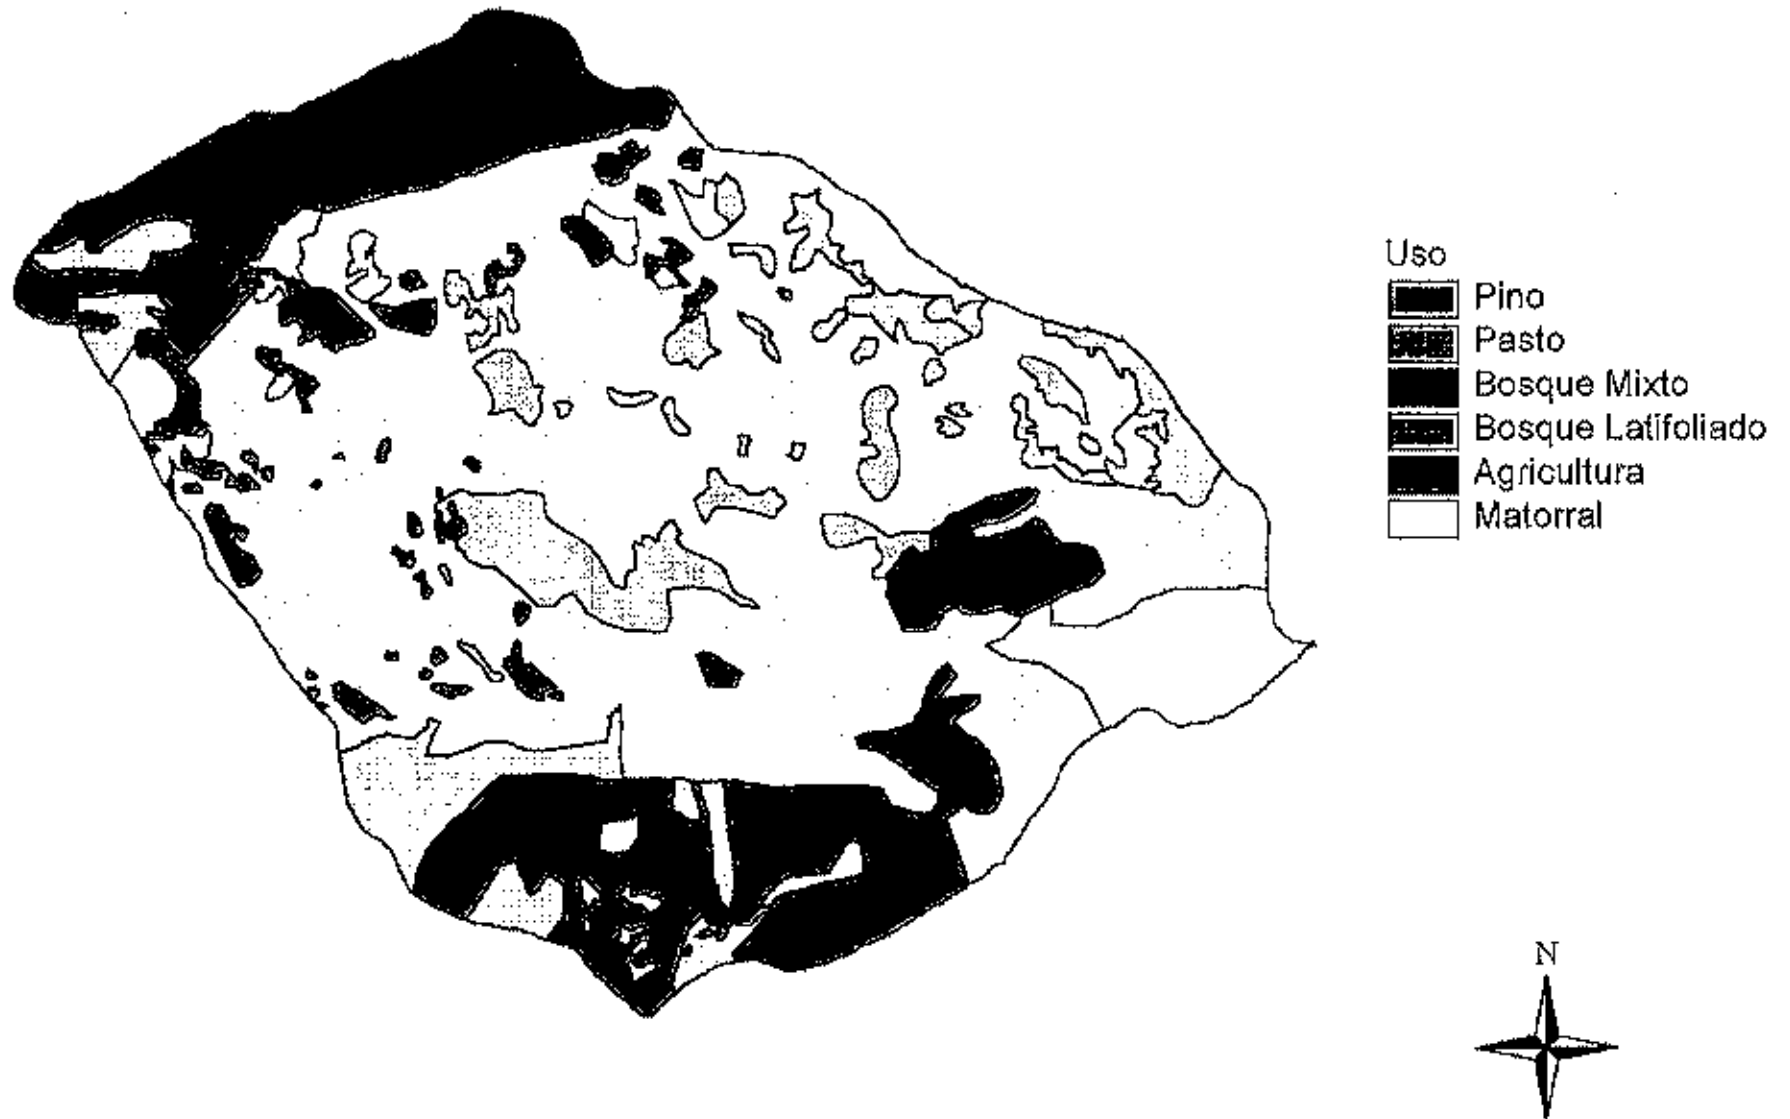 Uso
Pino
Pasto
Bosque Mixto
Bosque Latifoliado
Agricultura
Matorral
N